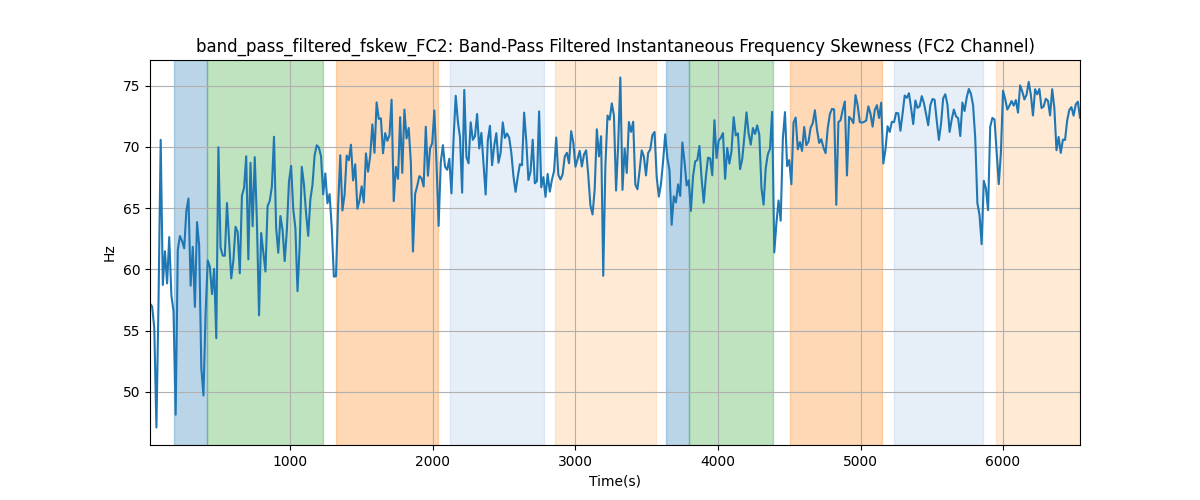 band_pass_filtered_fskew_FC2: Band-Pass Filtered Instantaneous Frequency Skewness (FC2 Channel)
75
70
65
60
55
50
Hz
1000 2000 3000 4000 5000 6000
Time(s)